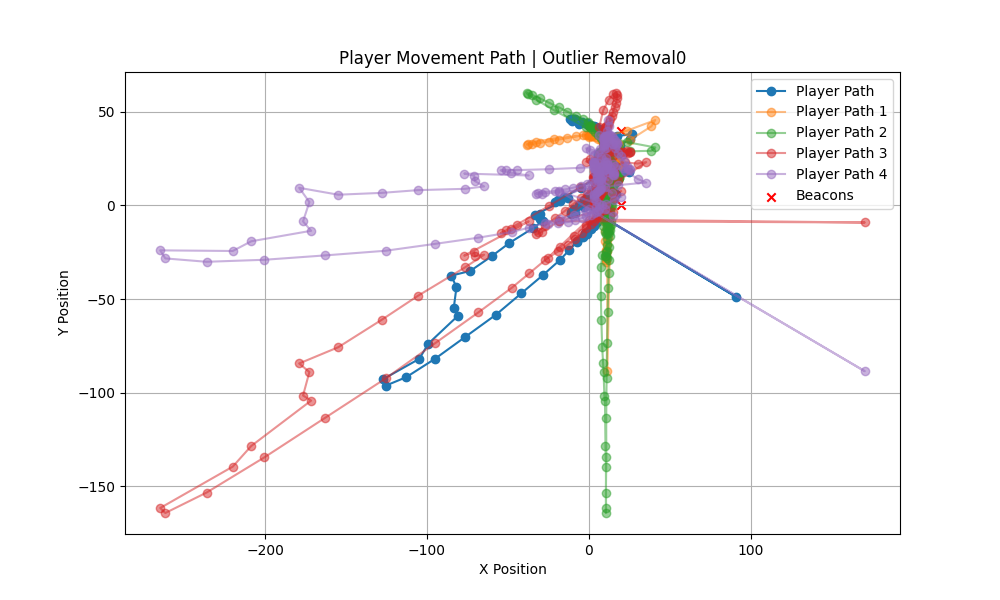 Player Movement Path | Outlier Removal0
Player Path
Player Path 1
Player Path 2
Player Path 3
Player Path 4
Beacons
Y Position
50
0
−50
−100
−150
−200
−100
0
100
X Position